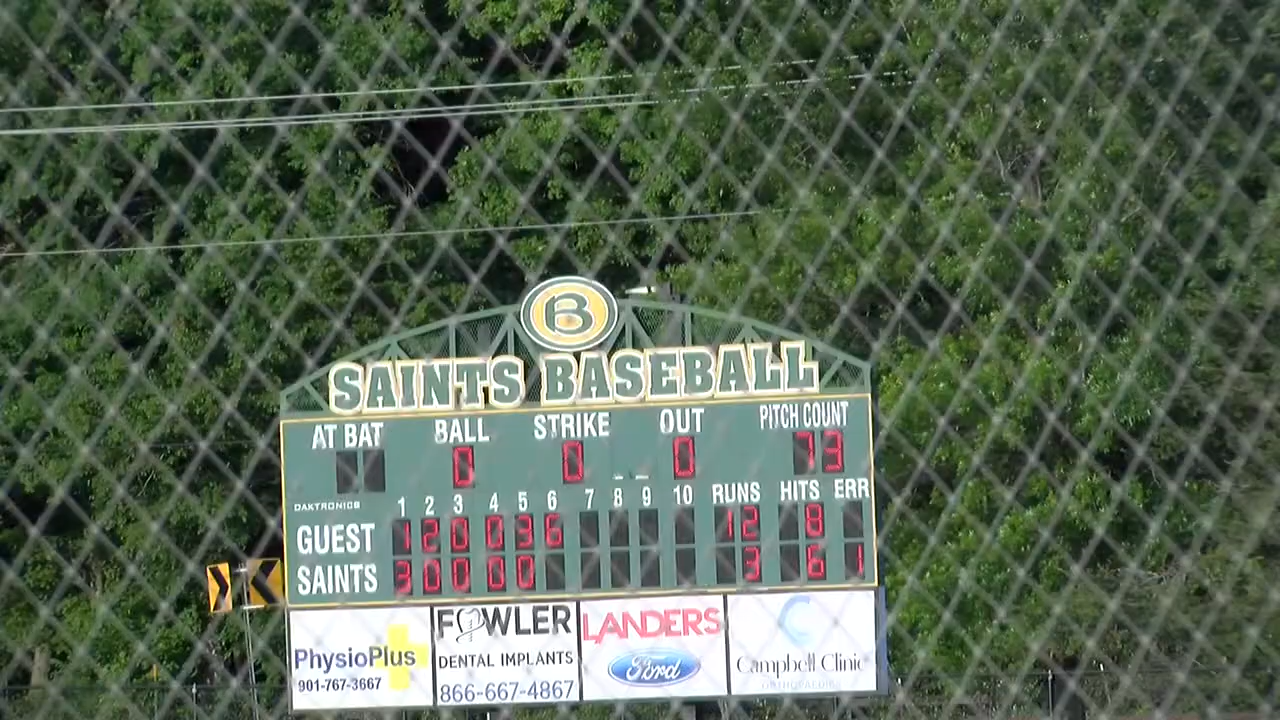 B
SAINTS BASEBALL
AT BAT BALL STRIKE OUT PITCH COUNT
0 0 0 73
DAKTRONICS 1 2 3 4 5 6 7 8 9 10 RUNS HITS ERR
GUEST 1 2 0 0 3 6 12 8
SAINTS 3 0 0 0 0 3 6 1
PhysioPlus
901-767-3667
FOWLER
DENTAL IMPLANTS
866-667-4867
LANDERS
Ford
C
Campbell Clinic
ORTHOPAEDICS